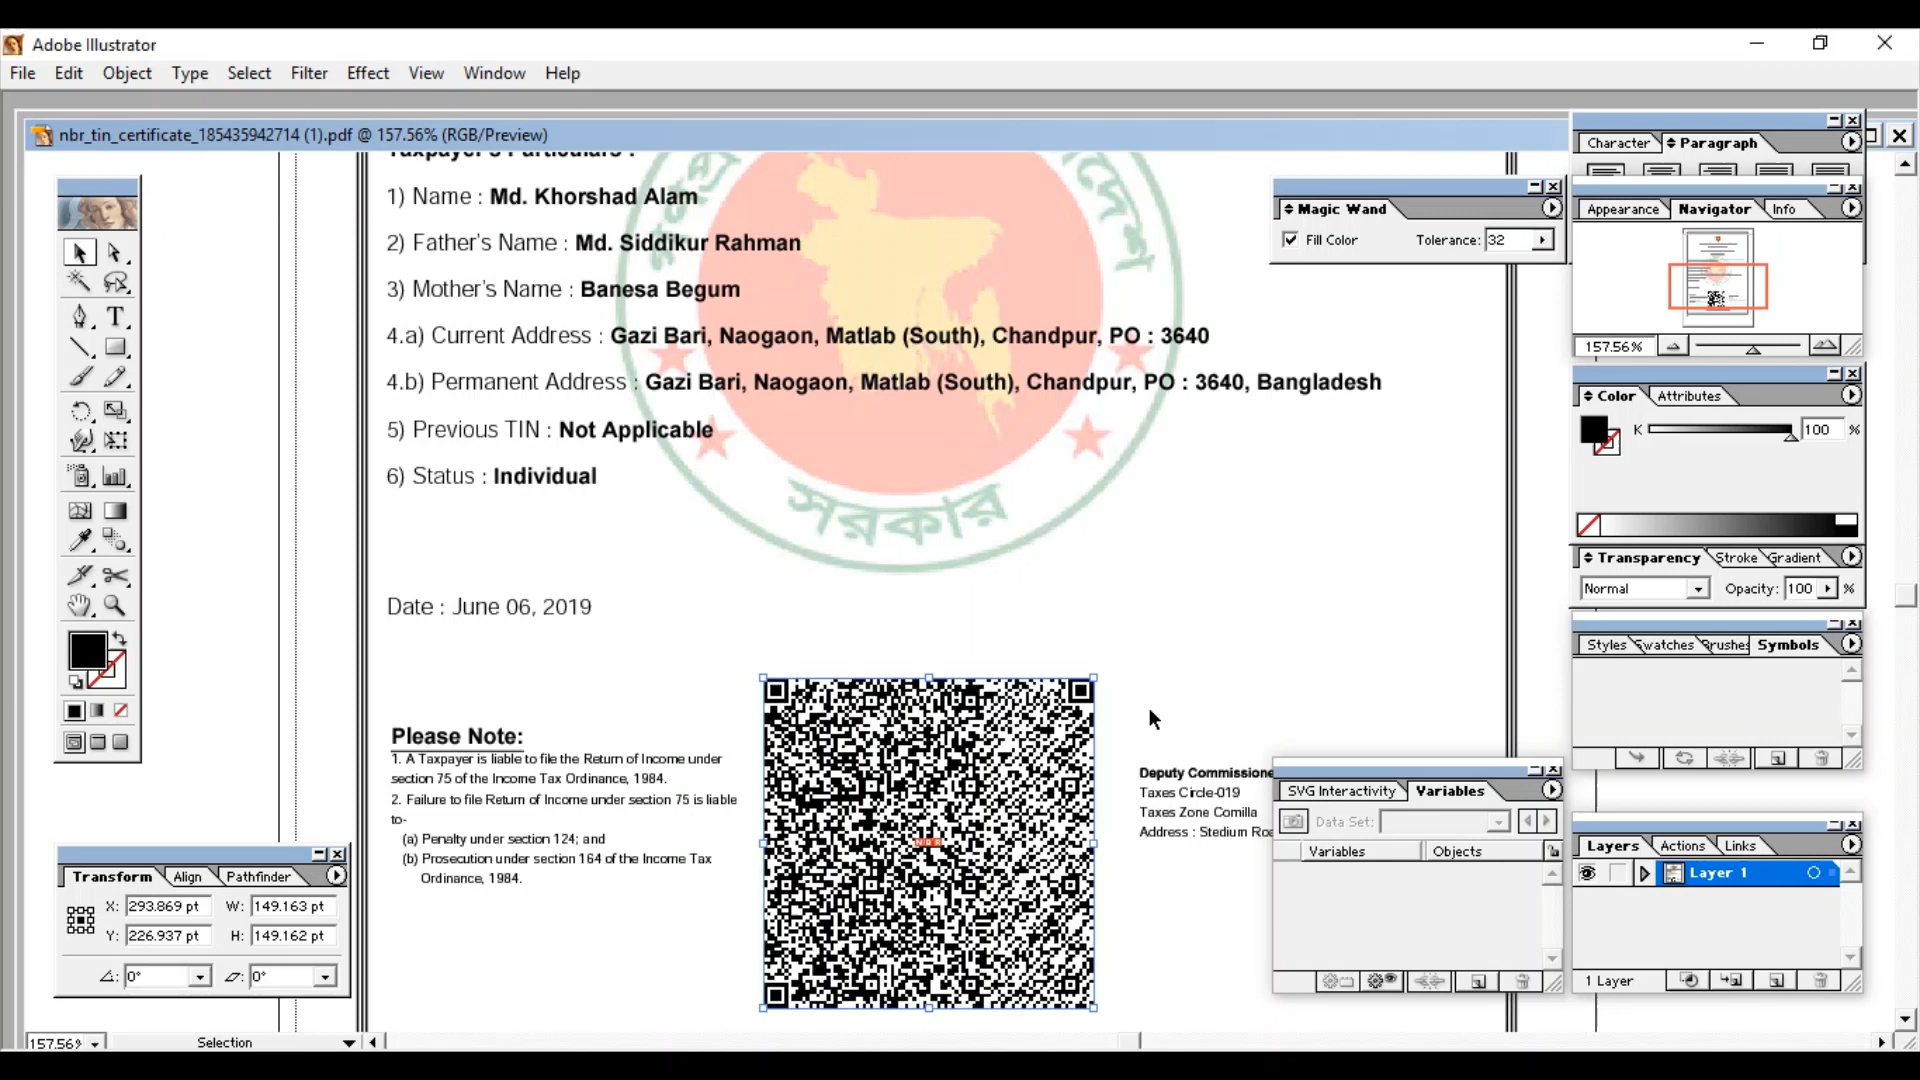 Adobe Illustrator
File Edit Object Type Select Filter Effect View Window Help
nbr_tin_certificate_185435942714 (1).pdf @ 157.56% (RGB/Preview)
Taxpayer's Particulars :
1) Name : Md. Khorshad Alam
2) Father's Name : Md. Siddikur Rahman
3) Mother's Name : Banesa Begum
4.a) Current Address : Gazi Bari, Naogaon, Matlab (South), Chandpur, PO : 3640
4.b) Permanent Address : Gazi Bari, Naogaon, Matlab (South), Chandpur, PO : 3640, Bangladesh
5) Previous TIN : Not Applicable
6) Status : Individual
সরকার
Date : June 06, 2019
Please Note:
1. A Taxpayer is liable to file the Return of Income under
section 75 of the Income Tax Ordinance, 1984.
2. Failure to file Return of Income under section 75 is liable
to-
(a) Penalty under section 124; and
(b) Prosecution under section 164 of the Income Tax
Ordinance, 1984.
Deputy Commissione
Taxes Circle-019
Taxes Zone Comilla
Address : Stedium Roa
Character Paragraph
Magic Wand
Fill Color Tolerance: 32
Appearance Navigator Info
157.56%
Color Attributes
K 100 %
Transparency Stroke Gradient
Normal Opacity: 100 %
Styles Swatches Brushes Symbols
SVG Interactivity Variables
Data Set:
Variables Objects
Layers Actions Links
Layer 1
1 Layer
Transform Align Pathfinder
X: 293.869 pt W: 149.163 pt
Y: 226.937 pt H: 149.162 pt
0° 0°
157.56% Selection